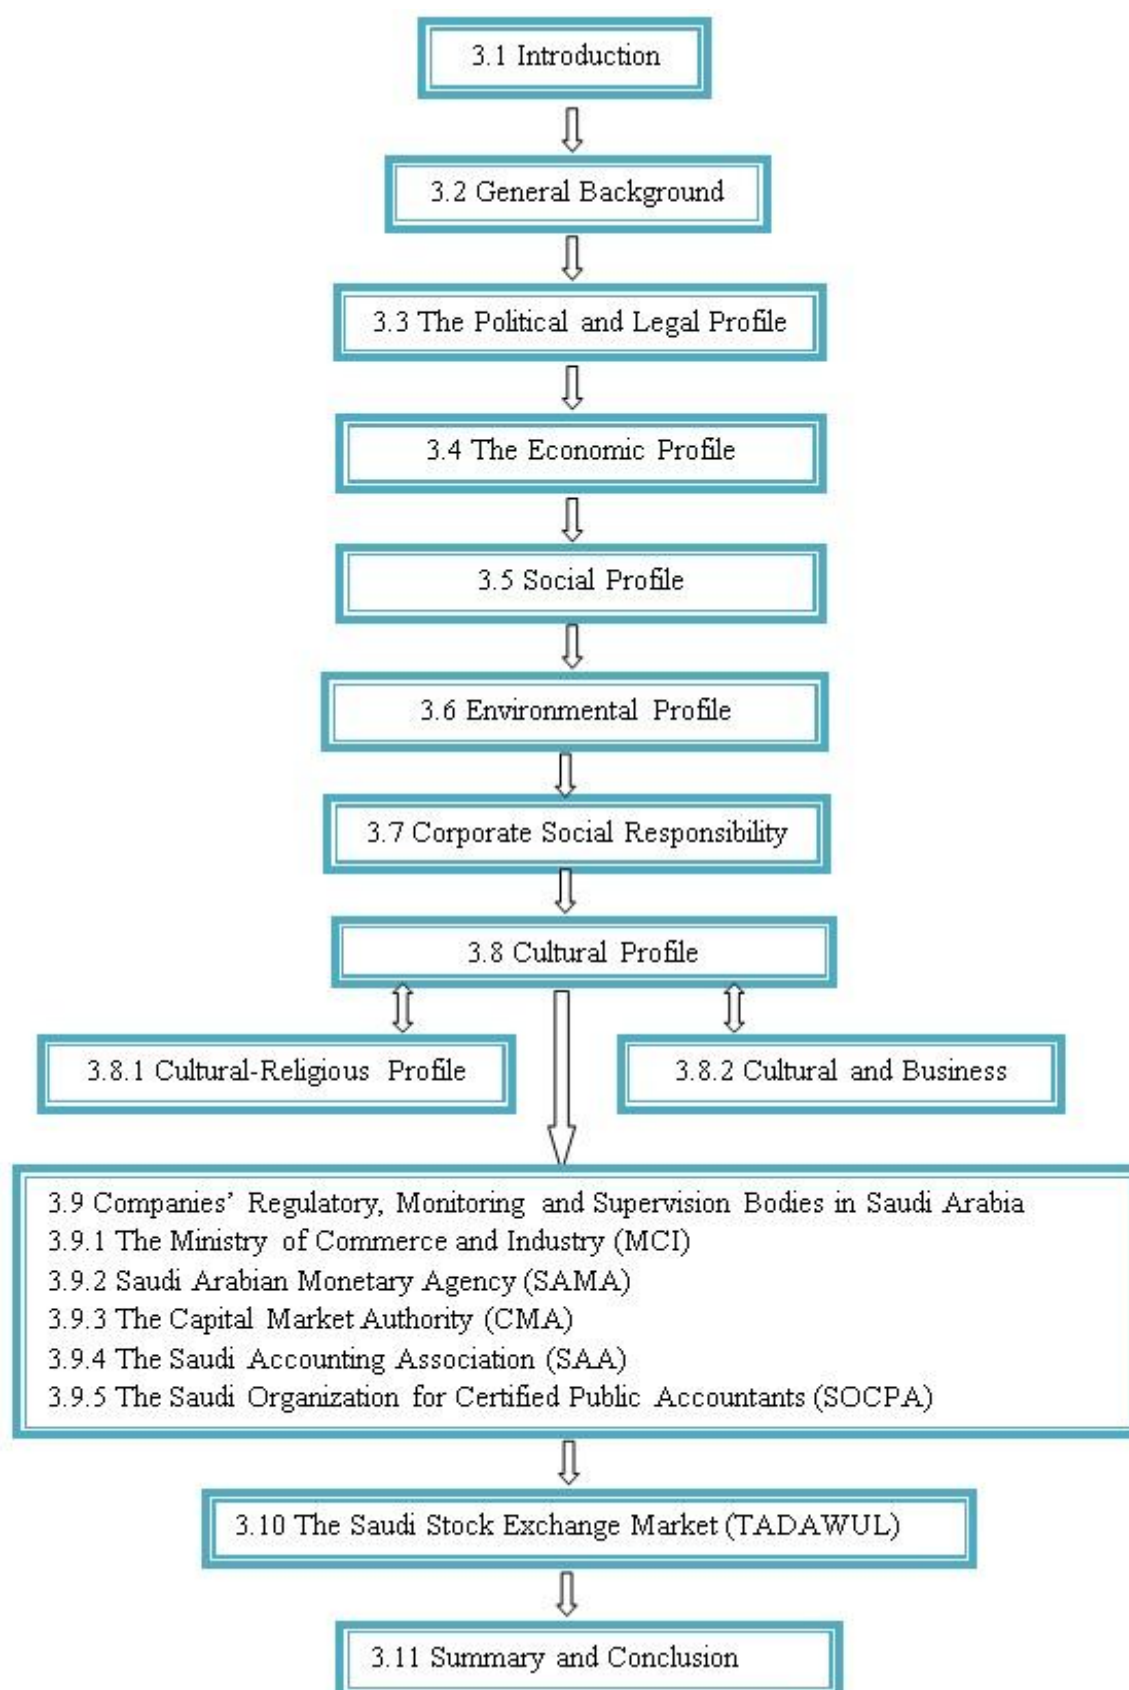 3.1 Introduction
3.2 General Background
3.3 The Political and Legal Profile
3.4 The Economic Profile
3.5 Social Profile
3.6 Environmental Profile
3.7 Corporate Social Responsibility
3.8 Cultural Profile
3.8.1 Cultural-Religious Profile
3.8.2 Cultural and Business
3.9 Companies’ Regulatory, Monitoring and Supervision Bodies in Saudi Arabia
3.9.1 The Ministry of Commerce and Industry (MCI)
3.9.2 Saudi Arabian Monetary Agency (SAMA)
3.9.3 The Capital Market Authority (CMA)
3.9.4 The Saudi Accounting Association (SAA)
3.9.5 The Saudi Organization for Certified Public Accountants (SOCPA)
3.10 The Saudi Stock Exchange Market (TADAWUL)
3.11 Summary and Conclusion